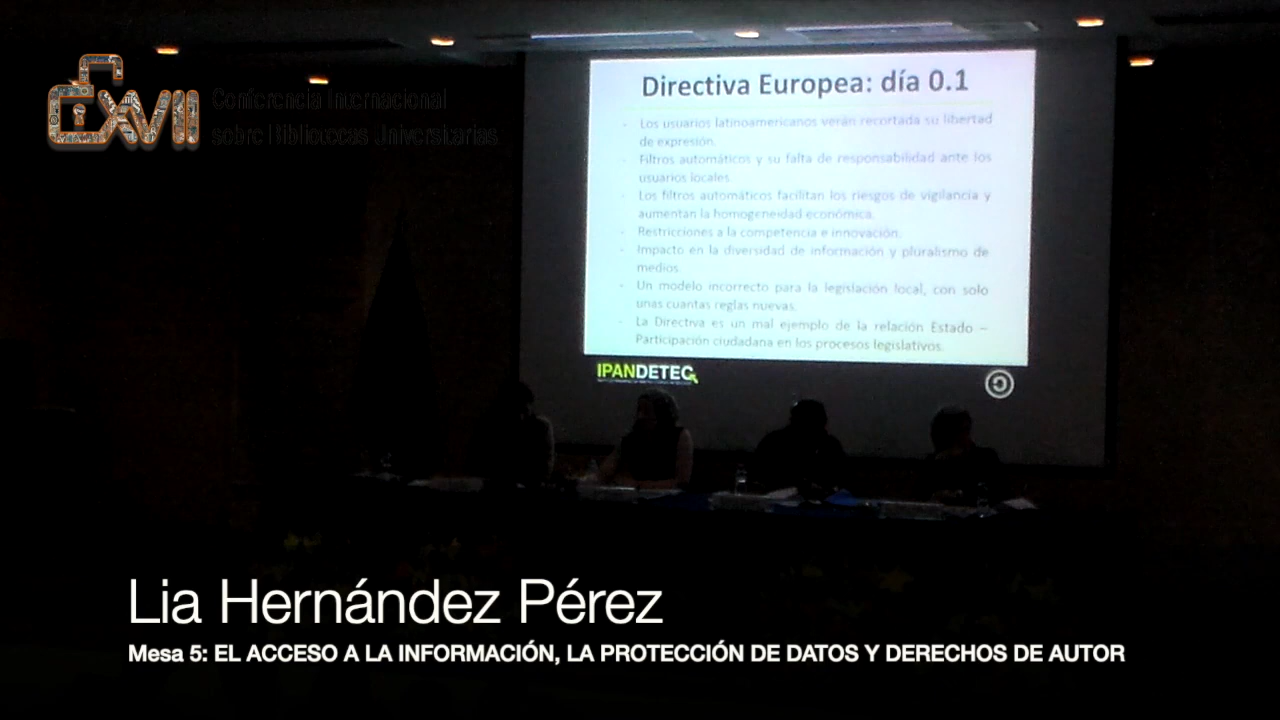 XVII
Conferencia Internacional
sobre Bibliotecas Universitarias
Directiva Europea: día 0.1
- Los usuarios latinoamericanos verán recortada su libertad
de expresión.
- Filtros automáticos y su falta de responsabilidad ante los
usuarios locales.
- Los filtros automáticos facilitan los riesgos de vigilancia y
aumentan la homogeneidad económica.
- Restricciones a la competencia e innovación.
- Impacto en la diversidad de información y pluralismo de
medios.
- Un modelo incorrecto para la legislación local, con solo
unas cuantas reglas nuevas.
- La Directiva es un mal ejemplo de la relación Estado –
Participación ciudadana en los procesos legislativos.
IPANDETEC
Lia Hernández Pérez
Mesa 5: EL ACCESO A LA INFORMACIÓN, LA PROTECCIÓN DE DATOS Y DERECHOS DE AUTOR